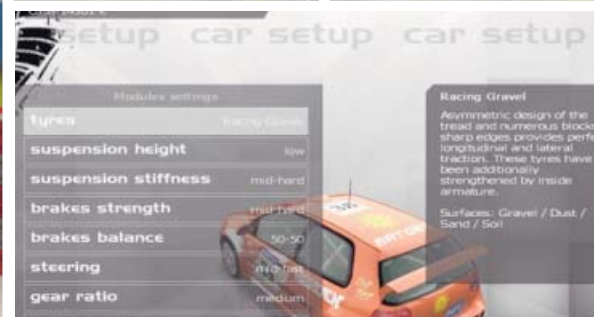 car setup car setup car setup
Modules settings
tyres Racing Gravel
suspension height low
suspension stiffness mid-hard
brakes strength mid-hard
brakes balance 50-50
steering mid-fast
gear ratio medium
38
Racing Gravel
Asymmetric design of the
tread and numerous blocks
sharp edges provides perfe
longitudinal and lateral
traction. These tyres have
been additionally
strengthened by inside
armature.
Surfaces: Gravel / Dust /
Sand / Soil